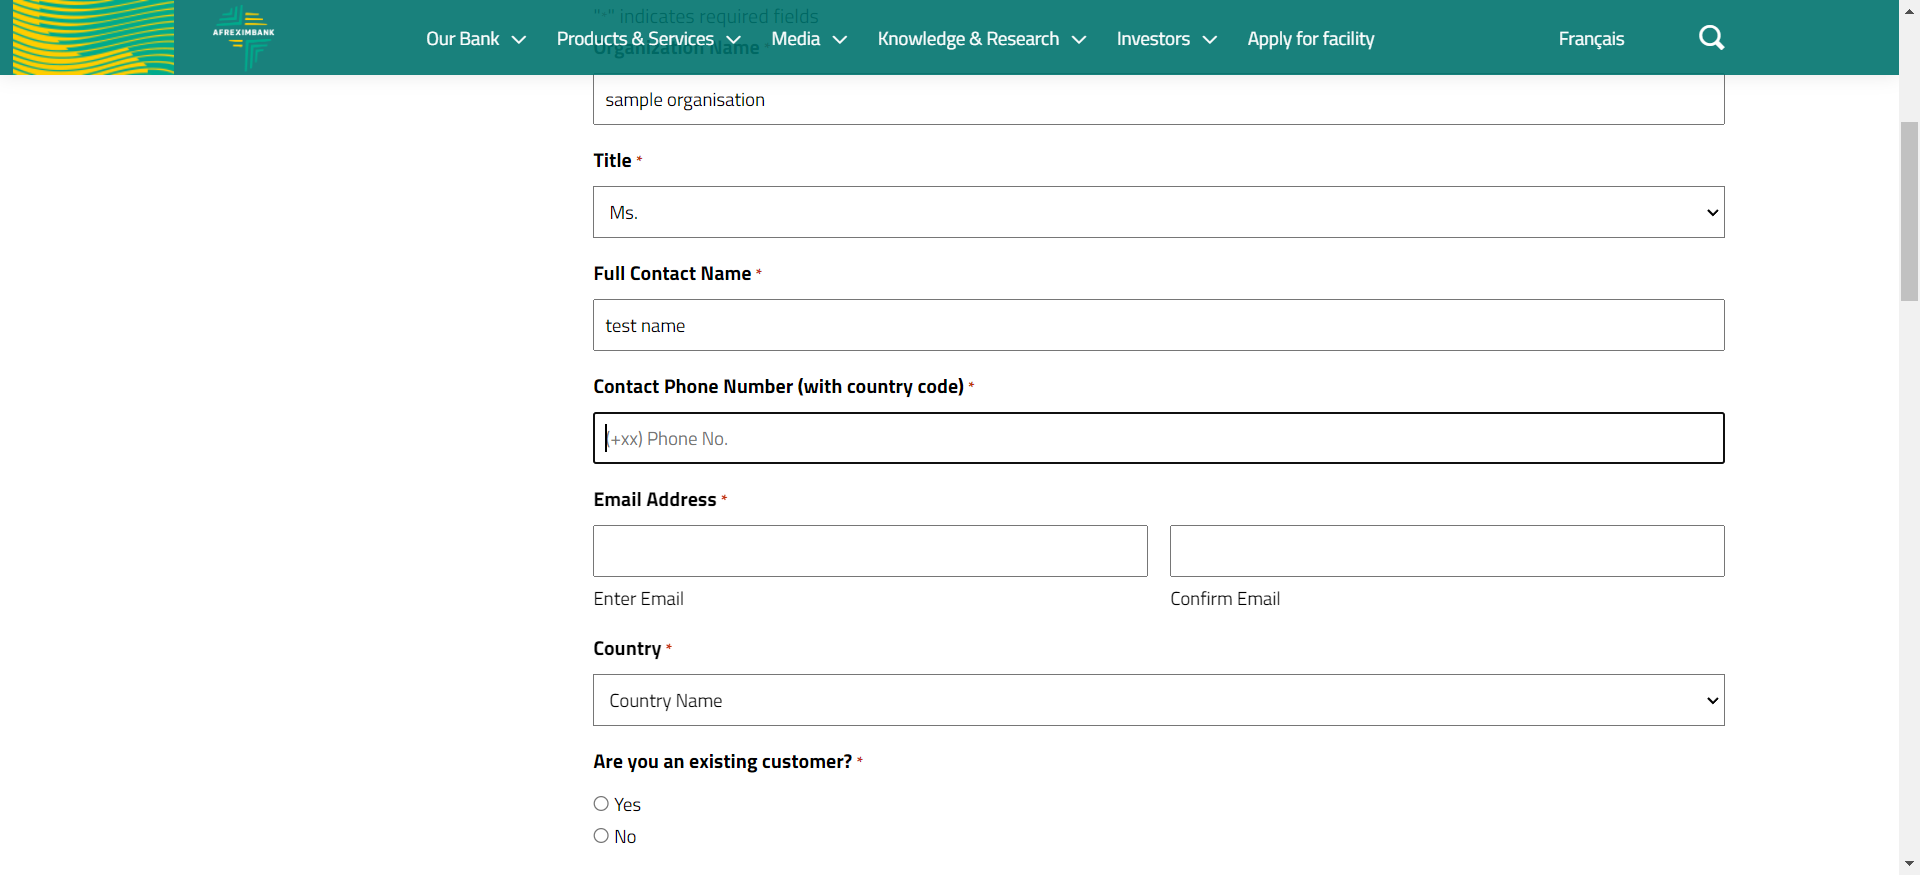 "*" indicates required fields
AFREXIMBANK
Our Bank
Products & Services
Media
Knowledge & Research
Investors
Apply for facility
Français
Organization Name *
sample organisation
Title *
Ms.
Full Contact Name *
test name
Contact Phone Number (with country code) *
(+xx) Phone No.
Email Address *
Enter Email
Confirm Email
Country *
Country Name
Are you an existing customer? *
Yes
No